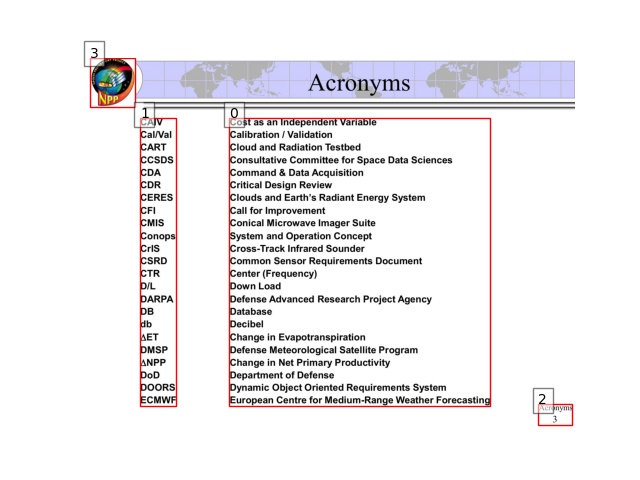 3
NPP
Acronyms
1
0
CAIV Cost as an Independent Variable
Cal/Val Calibration / Validation
CART Cloud and Radiation Testbed
CCSDS Consultative Committee for Space Data Sciences
CDA Command & Data Acquisition
CDR Critical Design Review
CERES Clouds and Earth's Radiant Energy System
CFI Call for Improvement
CMIS Conical Microwave Imager Suite
Conops System and Operation Concept
CrIS Cross-Track Infrared Sounder
CSRD Common Sensor Requirements Document
CTR Center (Frequency)
D/L Down Load
DARPA Defense Advanced Research Project Agency
DB Database
db Decibel
ΔET Change in Evapotranspiration
DMSP Defense Meteorological Satellite Program
ΔNPP Change in Net Primary Productivity
DoD Department of Defense
DOORS Dynamic Object Oriented Requirements System
ECMWF European Centre for Medium-Range Weather Forecasting
2
Acronyms
3